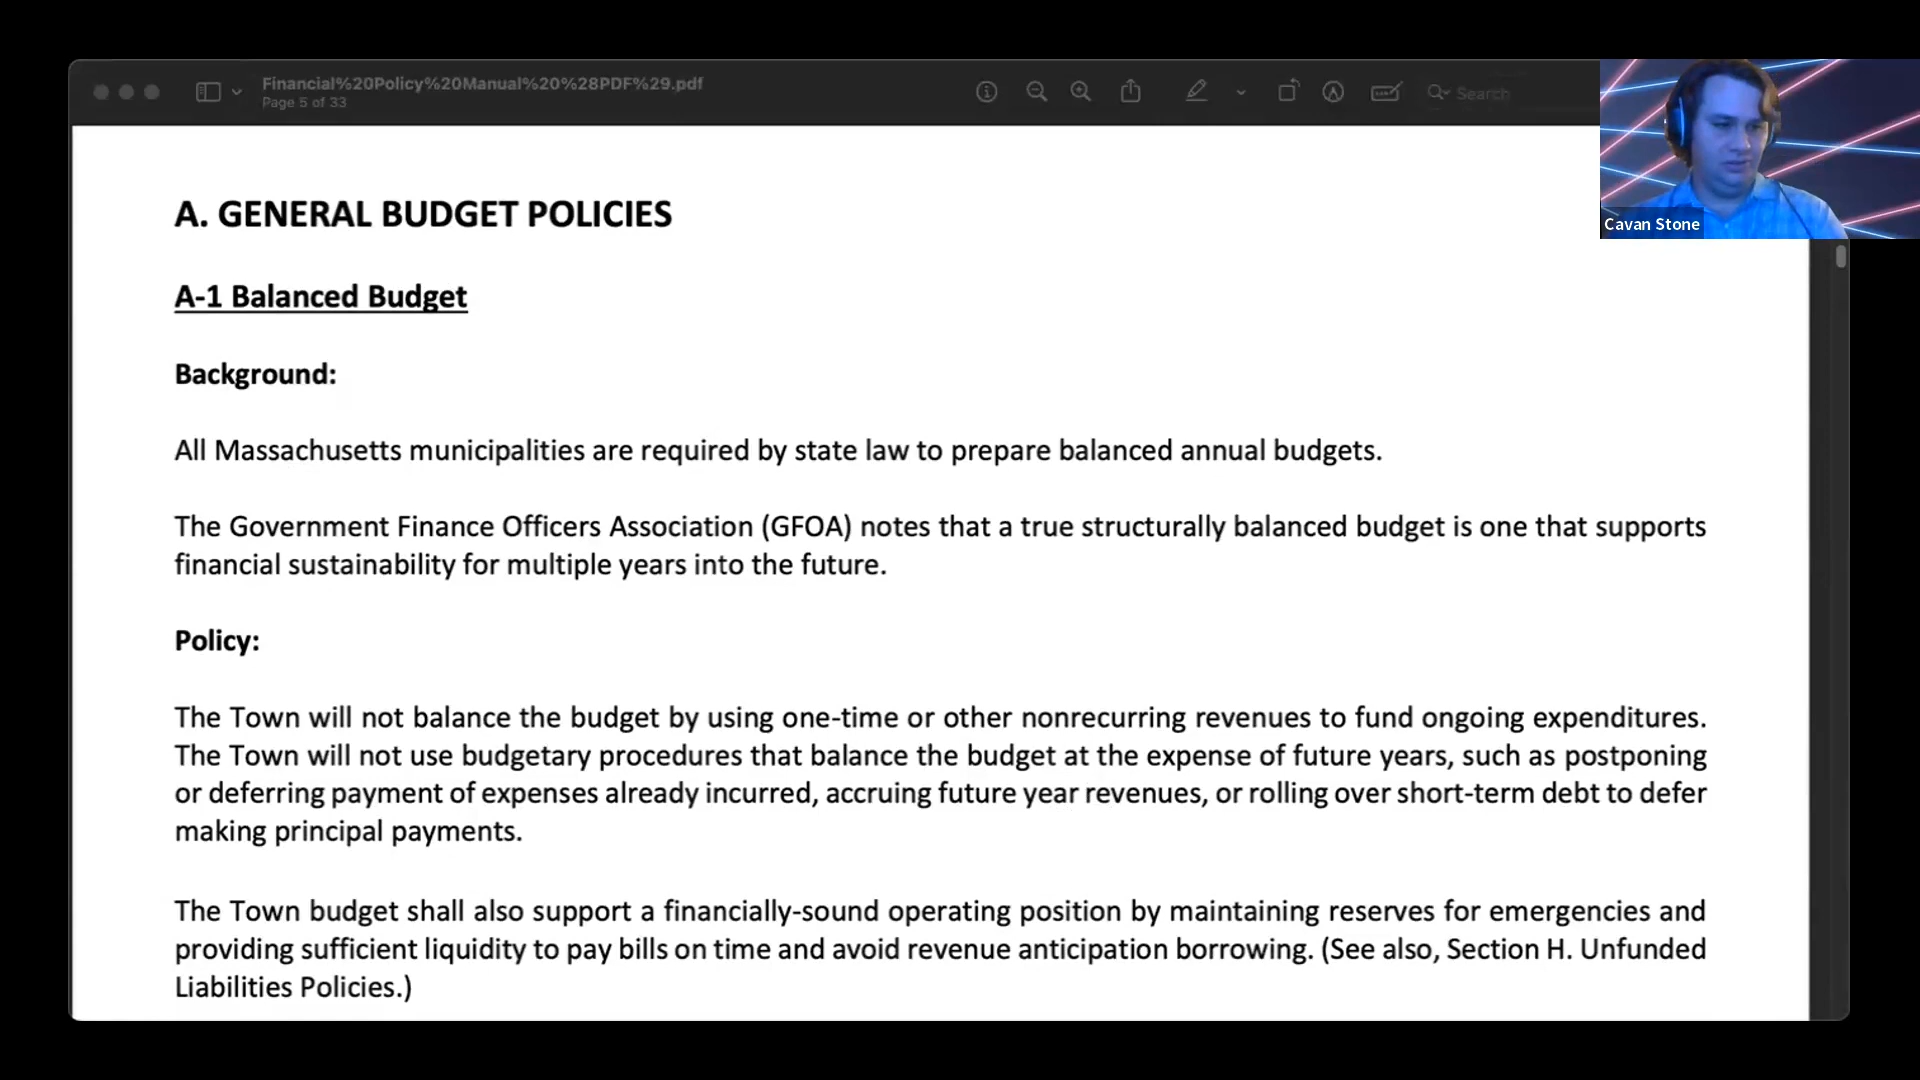 Financial%20Policy%20Manual%20%28PDF%29.pdf
Page 5 of 33
Search
Cavan Stone
A. GENERAL BUDGET POLICIES
A-1 Balanced Budget
Background:
All Massachusetts municipalities are required by state law to prepare balanced annual budgets.
The Government Finance Officers Association (GFOA) notes that a true structurally balanced budget is one that supports
financial sustainability for multiple years into the future.
Policy:
The Town will not balance the budget by using one-time or other nonrecurring revenues to fund ongoing expenditures.
The Town will not use budgetary procedures that balance the budget at the expense of future years, such as postponing
or deferring payment of expenses already incurred, accruing future year revenues, or rolling over short-term debt to defer
making principal payments.
The Town budget shall also support a financially-sound operating position by maintaining reserves for emergencies and
providing sufficient liquidity to pay bills on time and avoid revenue anticipation borrowing. (See also, Section H. Unfunded
Liabilities Policies.)